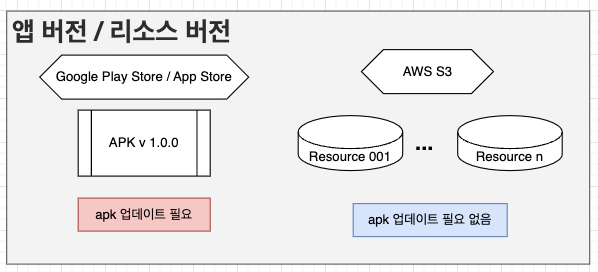 앱 버전 / 리소스 버전
Google Play Store / App Store
AWS S3
APK v 1.0.0
Resource 001
...
Resource n
apk 업데이트 필요
apk 업데이트 필요 없음